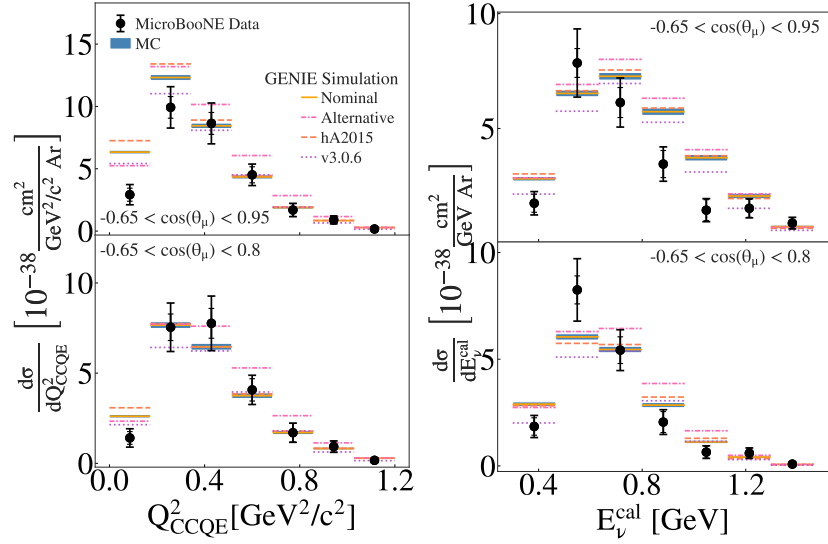 MicroBooNE Data
MC
GENIE Simulation
Nominal
Alternative
hA2015
v3.0.6
-0.65 < cos(θμ) < 0.95
15
10
5
0
-0.65 < cos(θμ) < 0.95
10
5
-0.65 < cos(θμ) < 0.8
10
5
0
-0.65 < cos(θμ) < 0.8
5
0
dσ/dQ²CCQE [10⁻³⁸ cm²/GeV²/c² Ar]
dσ/dEνcal [10⁻³⁸ cm²/GeV Ar]
0.0 0.4 0.8 1.2
Q²CCQE[GeV²/c²]
0.4 0.8 1.2
Eνcal [GeV]